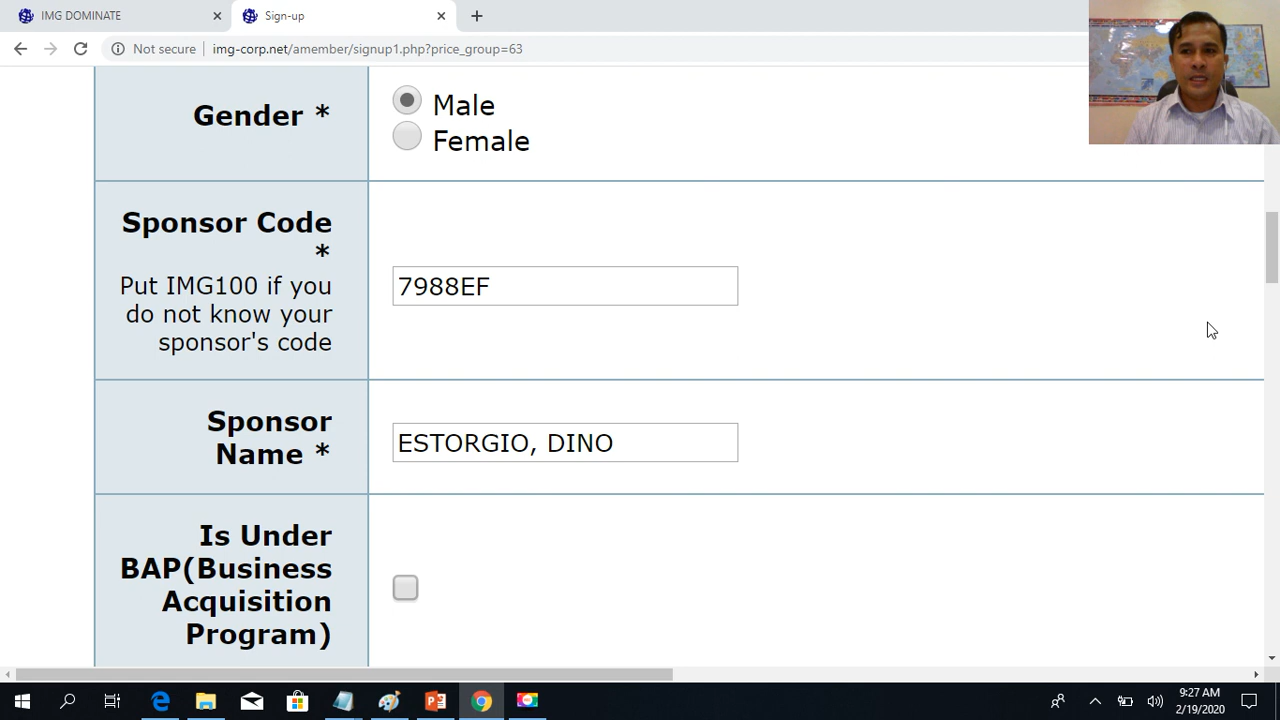 IMG DOMINATE
Sign-up
Not secure
img-corp.net/amember/signup1.php?price_group=63
Gender *
Male
Female
Sponsor Code
*
Put IMG100 if you
do not know your
sponsor's code
7988EF
Sponsor
Name *
ESTORGIO, DINO
Is Under
BAP(Business
Acquisition
Program)
9:27 AM
2/19/2020